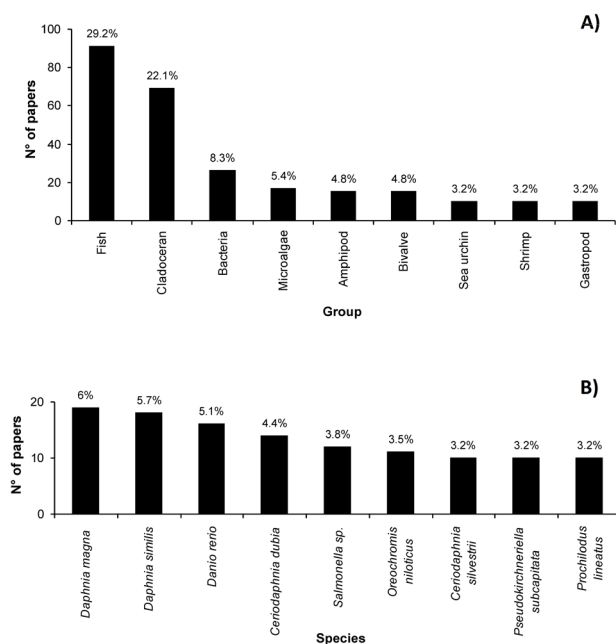 A)
N° of papers
100
80
60
40
20
0
29.2%
22.1%
8.3%
5.4%
4.8%
4.8%
3.2%
3.2%
3.2%
Fish
Cladoceran
Bacteria
Microalgae
Amphipod
Bivalve
Sea urchin
Shrimp
Gastropod
Group
B)
N° of papers
20
10
0
6%
5.7%
5.1%
4.4%
3.8%
3.5%
3.2%
3.2%
3.2%
Daphnia magna
Daphnia similis
Danio rerio
Ceriodaphnia dubia
Salmonella sp.
Oreochromis
niloticus
Ceriodaphnia
silvestrii
Pseudokirchneriella
subcapitata
Prochilodus
lineatus
Species